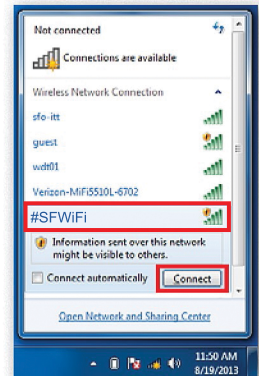 Not connected
Connections are available
Wireless Network Connection
sfo-itt
guest
wdt01
Verizon-MiFi5510L-6702
#SFWiFi
Information sent over this network
might be visible to others.
Connect automatically
Connect
Open Network and Sharing Center
11:50 AM
8/19/2013